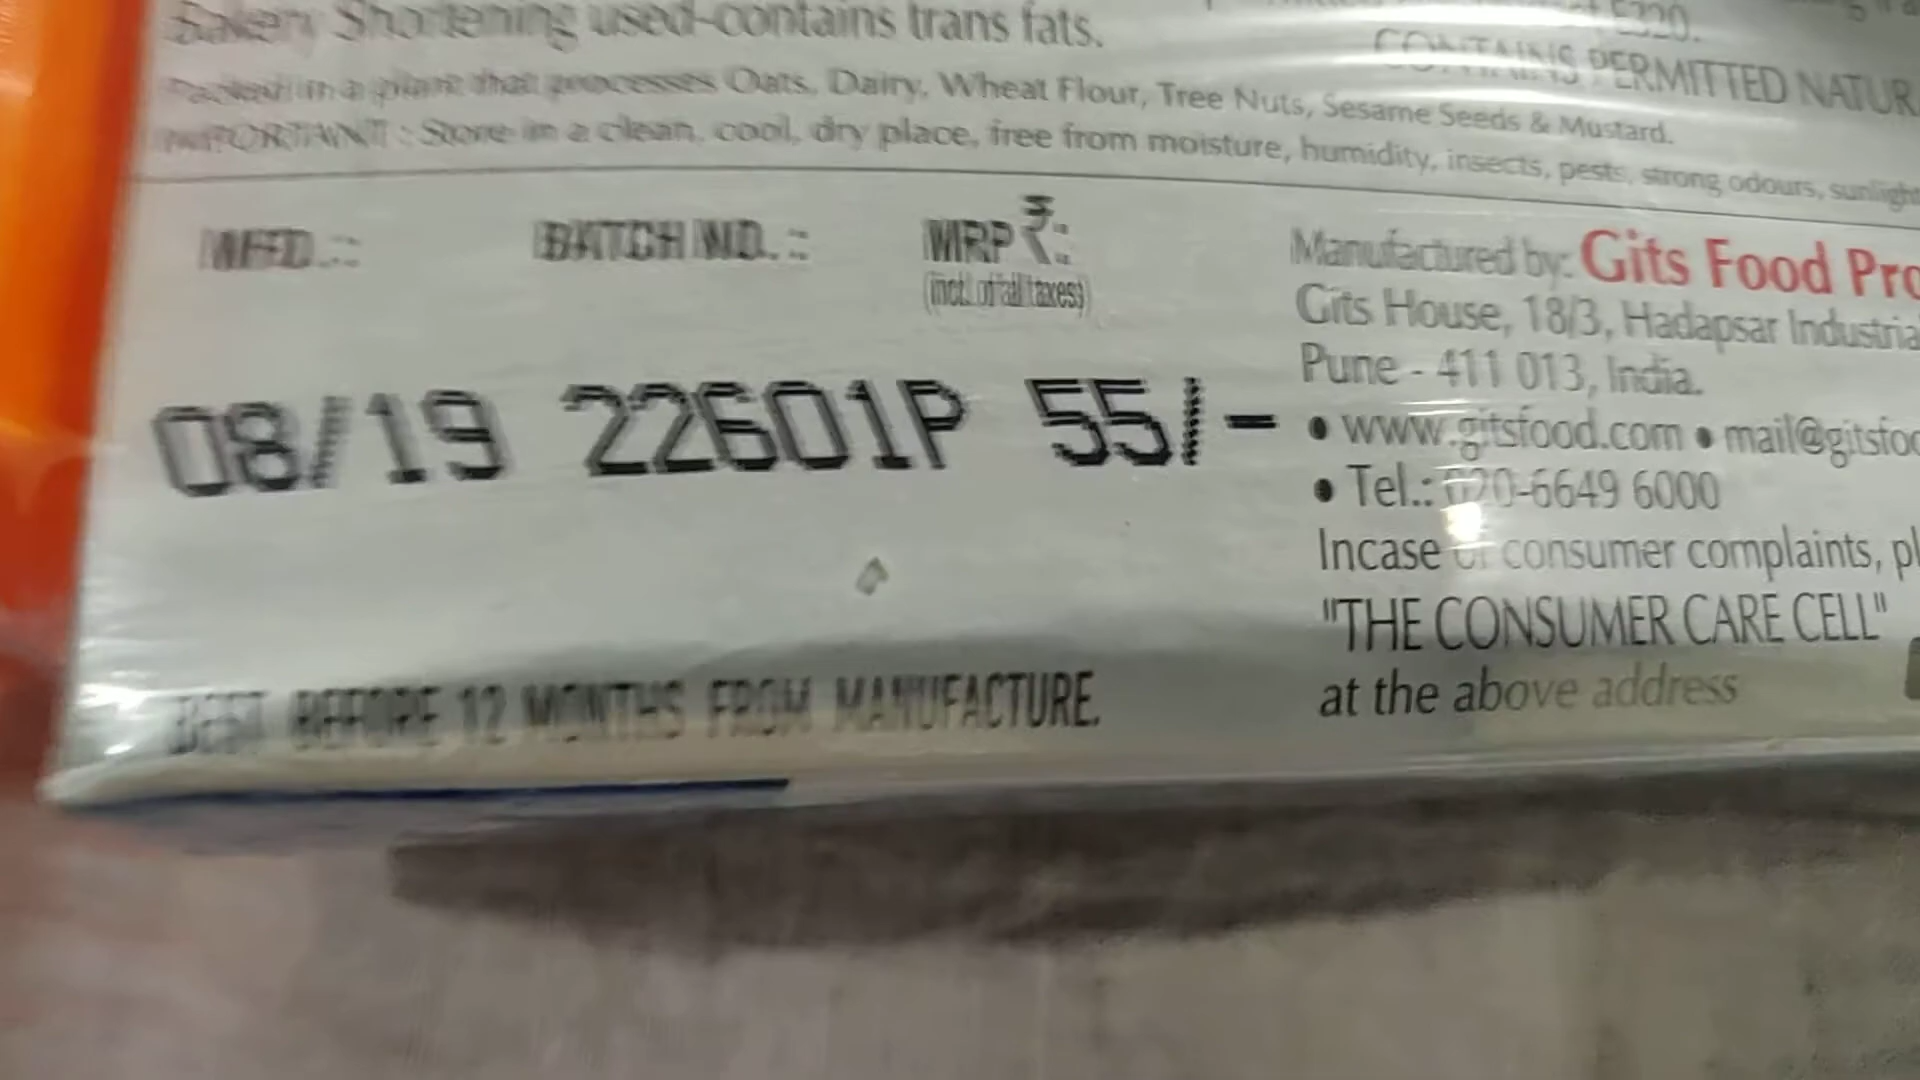 Bakery Shortening used-contains trans fats.
E320.
CONTAINS PERMITTED NATUR
Packed in a plant that processes Oats, Dairy, Wheat Flour, Tree Nuts, Sesame Seeds & Mustard.
IMPORTANT : Store in a clean, cool, dry place, free from moisture, humidity, insects, pests, strong odours, sunlight
MFD. :
BATCH NO. :
MRP ₹:
(incl. of all taxes)
08/19 22601P 55/-
BEST BEFORE 12 MONTHS FROM MANUFACTURE.
Manufactured by: Gits Food Pro
Gits House, 18/3, Hadapsar Industria
Pune - 411 013, India.
• www.gitsfood.com • mail@gitsfoo
• Tel.: 020-6649 6000
Incase of consumer complaints, pl
"THE CONSUMER CARE CELL"
at the above address